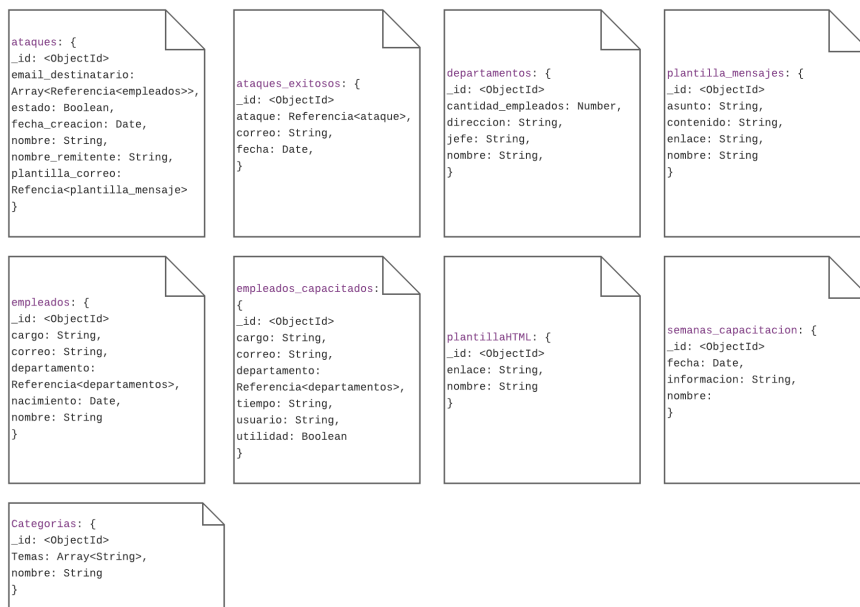 ataques: {
_id: <ObjectId>
email_destinatario:
Array<Referencia<empleados>>,
estado: Boolean,
fecha_creacion: Date,
nombre: String,
nombre_remitente: String,
plantilla_correo:
Refencia<plantilla_mensaje>
}
ataques_exitosos: {
_id: <ObjectId>
ataque: Referencia<ataque>,
correo: String,
fecha: Date,
}
departamentos: {
_id: <ObjectId>
cantidad_empleados: Number,
direccion: String,
jefe: String,
nombre: String,
}
plantilla_mensajes: {
_id: <ObjectId>
asunto: String,
contenido: String,
enlace: String,
nombre: String
}
empleados: {
_id: <ObjectId>
cargo: String,
correo: String,
departamento:
Referencia<departamentos>,
nacimiento: Date,
nombre: String
}
empleados_capacitados:
{
_id: <ObjectId>
cargo: String,
correo: String,
departamento:
Referencia<departamentos>,
tiempo: String,
usuario: String,
utilidad: Boolean
}
plantillaHTML: {
_id: <ObjectId>
enlace: String,
nombre: String
}
semanas_capacitacion: {
_id: <ObjectId>
fecha: Date,
informacion: String,
nombre:
}
Categorias: {
_id: <ObjectId>
Temas: Array<String>,
nombre: String
}